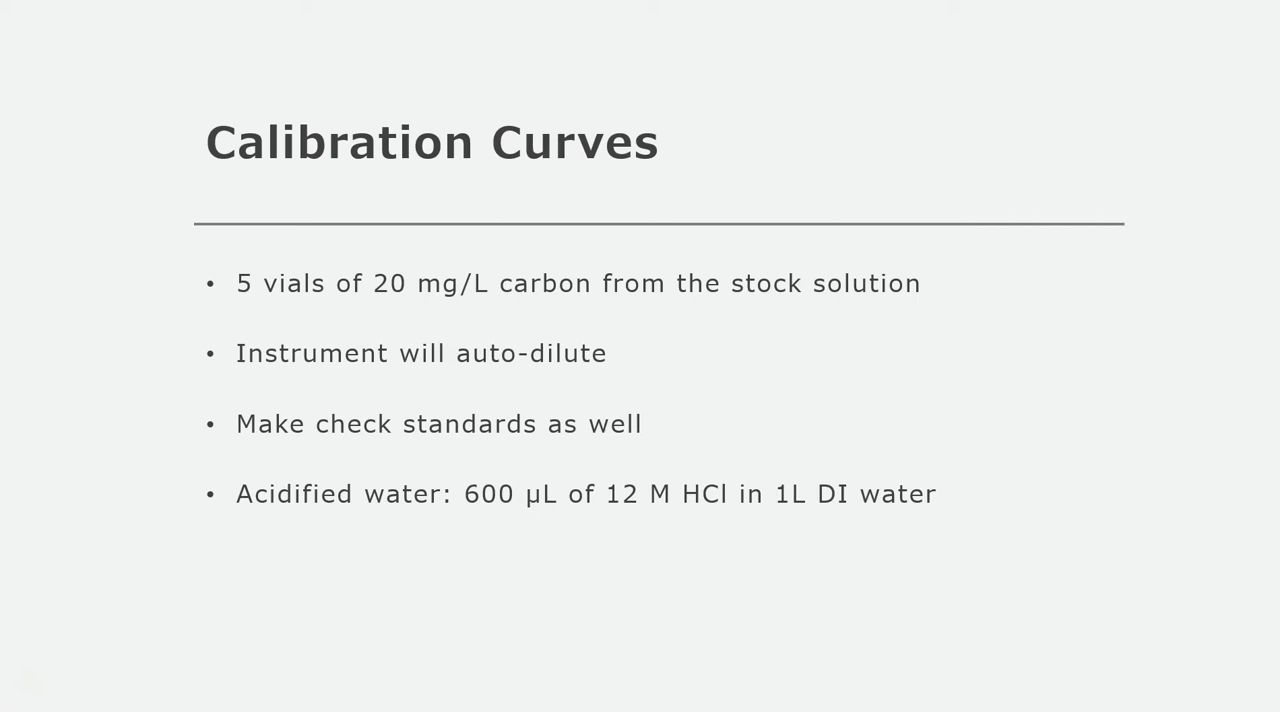 Calibration Curves
• 5 vials of 20 mg/L carbon from the stock solution
• Instrument will auto-dilute
• Make check standards as well
• Acidified water: 600 µL of 12 M HCl in 1L DI water